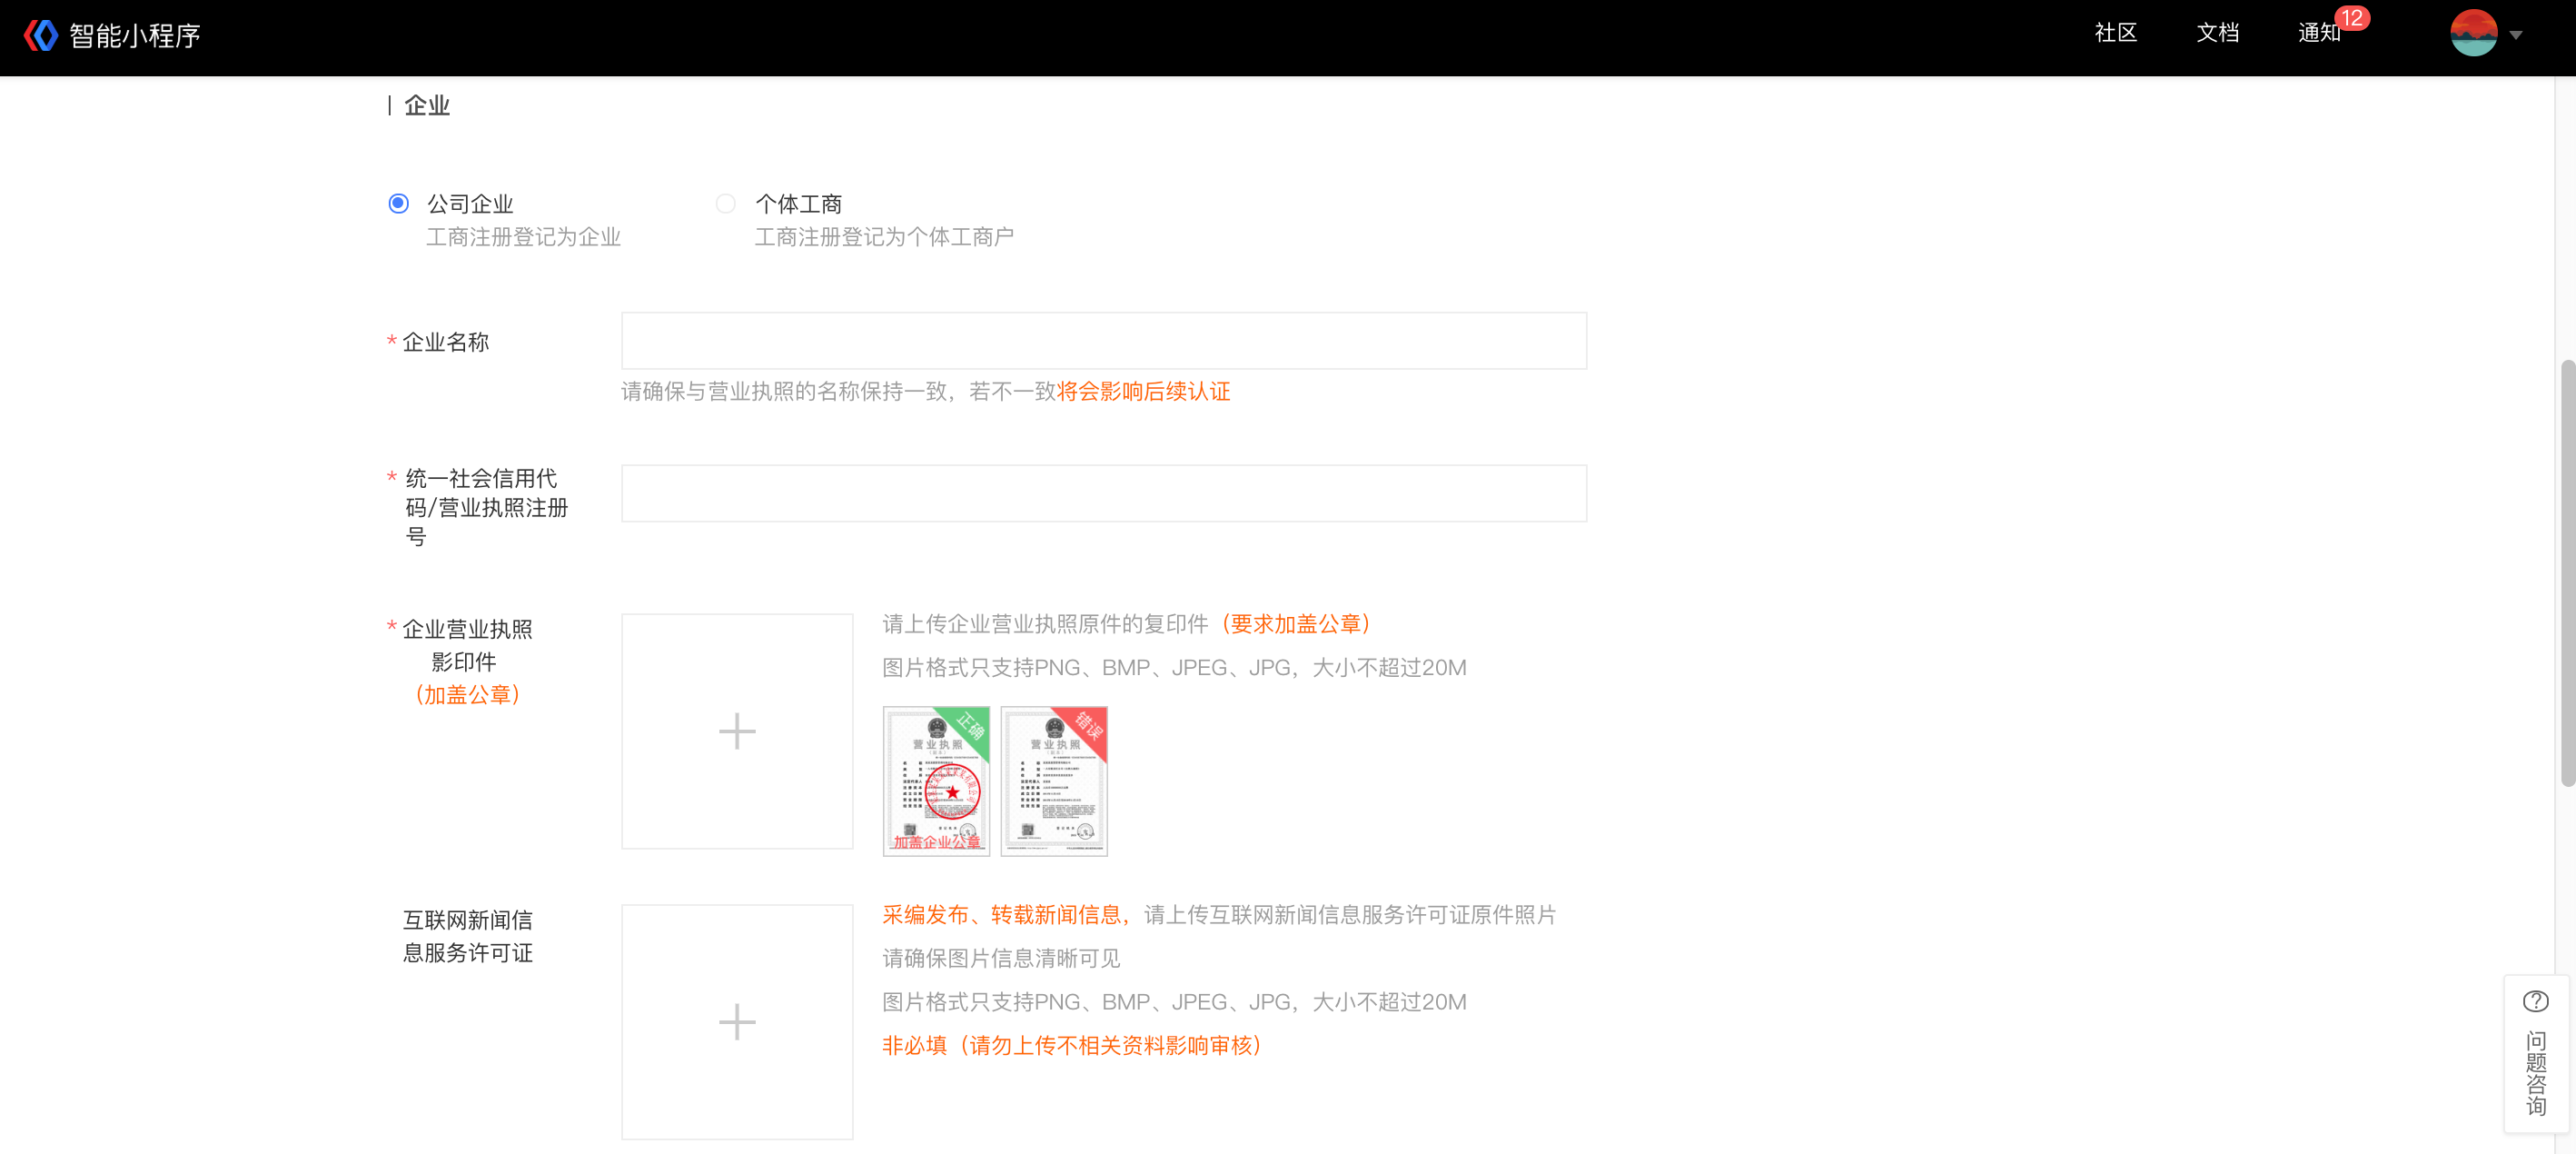 智能小程序
社区
文档
通知
12
企业
公司企业
个体工商
工商注册登记为企业
工商注册登记为个体工商户
* 企业名称
请确保与营业执照的名称保持一致，若不一致将会影响后续认证
* 统一社会信用代
码/营业执照注册
号
* 企业营业执照
影印件
（加盖公章）
请上传企业营业执照原件的复印件（要求加盖公章）
图片格式只支持PNG、BMP、JPEG、JPG，大小不超过20M
正确
营业执照
加盖企业公章
错误
营业执照
互联网新闻信
息服务许可证
采编发布、转载新闻信息，请上传互联网新闻信息服务许可证原件照片
请确保图片信息清晰可见
图片格式只支持PNG、BMP、JPEG、JPG，大小不超过20M
非必填（请勿上传不相关资料影响审核）
问题咨询